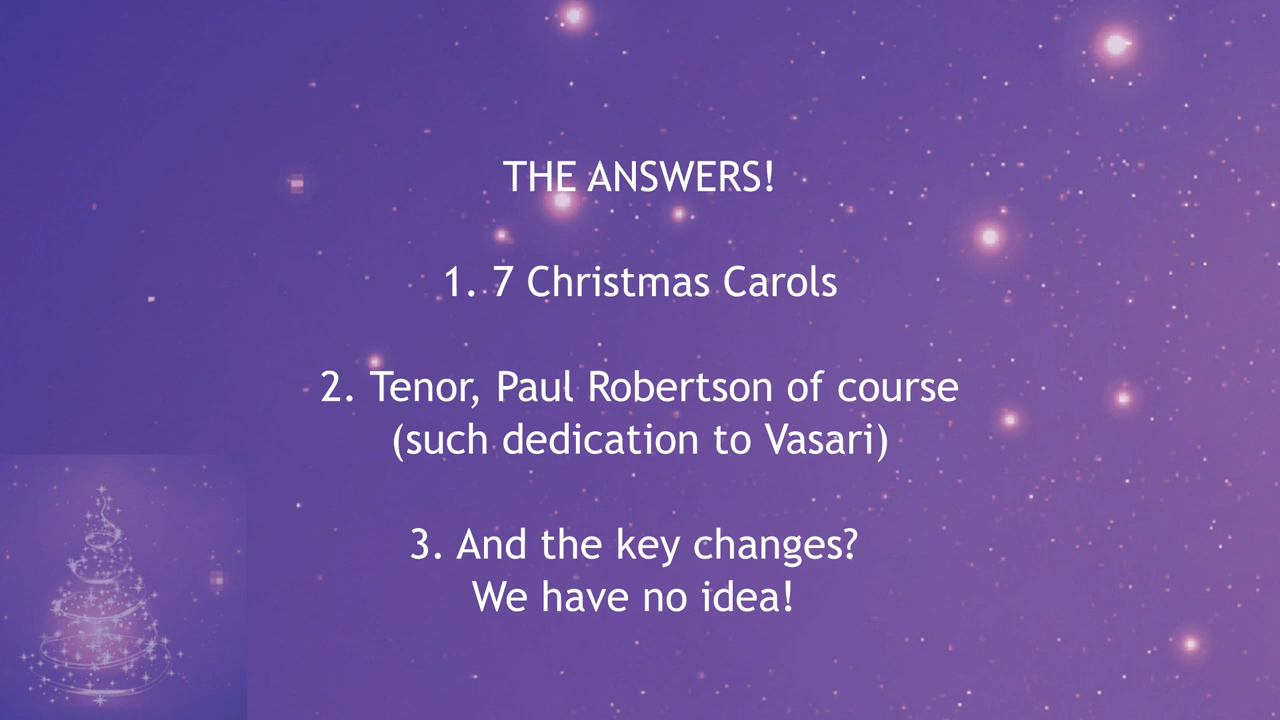 THE ANSWERS!
1. 7 Christmas Carols
2. Tenor, Paul Robertson of course
(such dedication to Vasari)
3. And the key changes?
We have no idea!